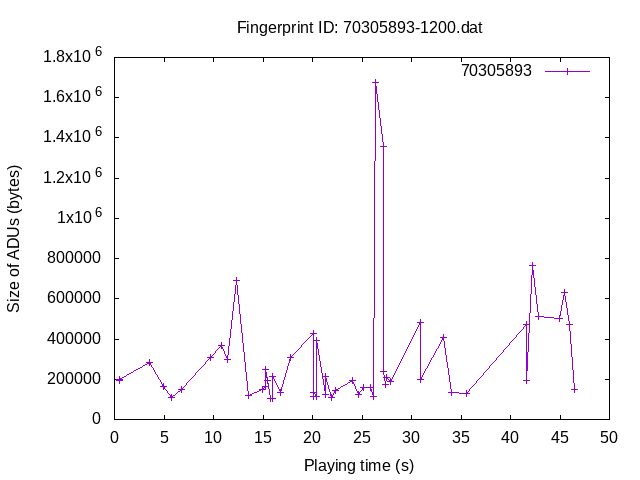 Fingerprint ID: 70305893-1200.dat
70305893
1.8x10^6
1.6x10^6
1.4x10^6
1.2x10^6
1x10^6
800000
600000
400000
200000
0
Size of ADUs (bytes)
0 5 10 15 20 25 30 35 40 45 50
Playing time (s)